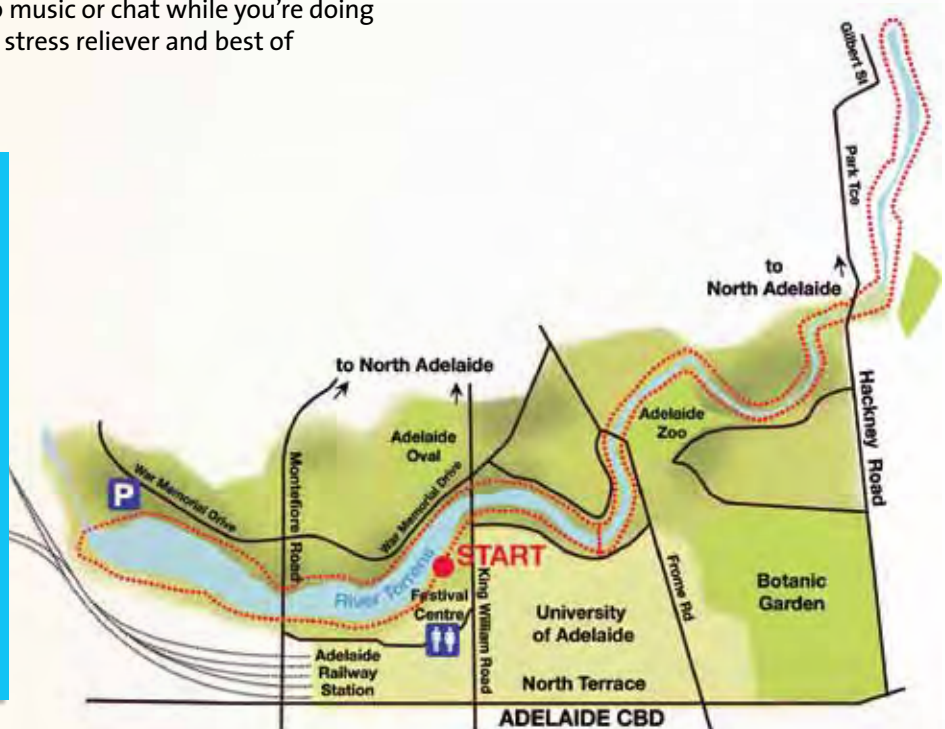 o music or chat while you're doing
stress reliever and best of
Gilbert St
Park Tce
to
North Adelaide
to North Adelaide
Adelaide
Oval
Adelaide
Zoo
Hackney Road
War Memorial Drive
P
Montefiore Road
War Memorial Drive
River Torrens
START
Festival
Centre
King William Road
Frome Rd
University
of Adelaide
Botanic
Garden
Adelaide
Railway
Station
North Terrace
ADELAIDE CBD